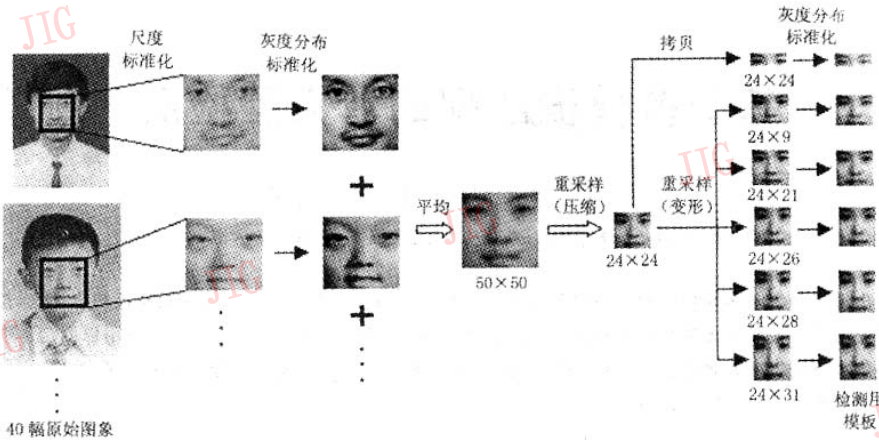 JIG
尺度
标准化
灰度分布
标准化
拷贝
灰度分布
标准化
24×24
24×9
JIG
24×21
平均
重采样
(压缩)
重采样
(变形)
JIG
24×24
24×26
50×50
JIG
24×28
24×31
检测用
模板
40 幅原始图象